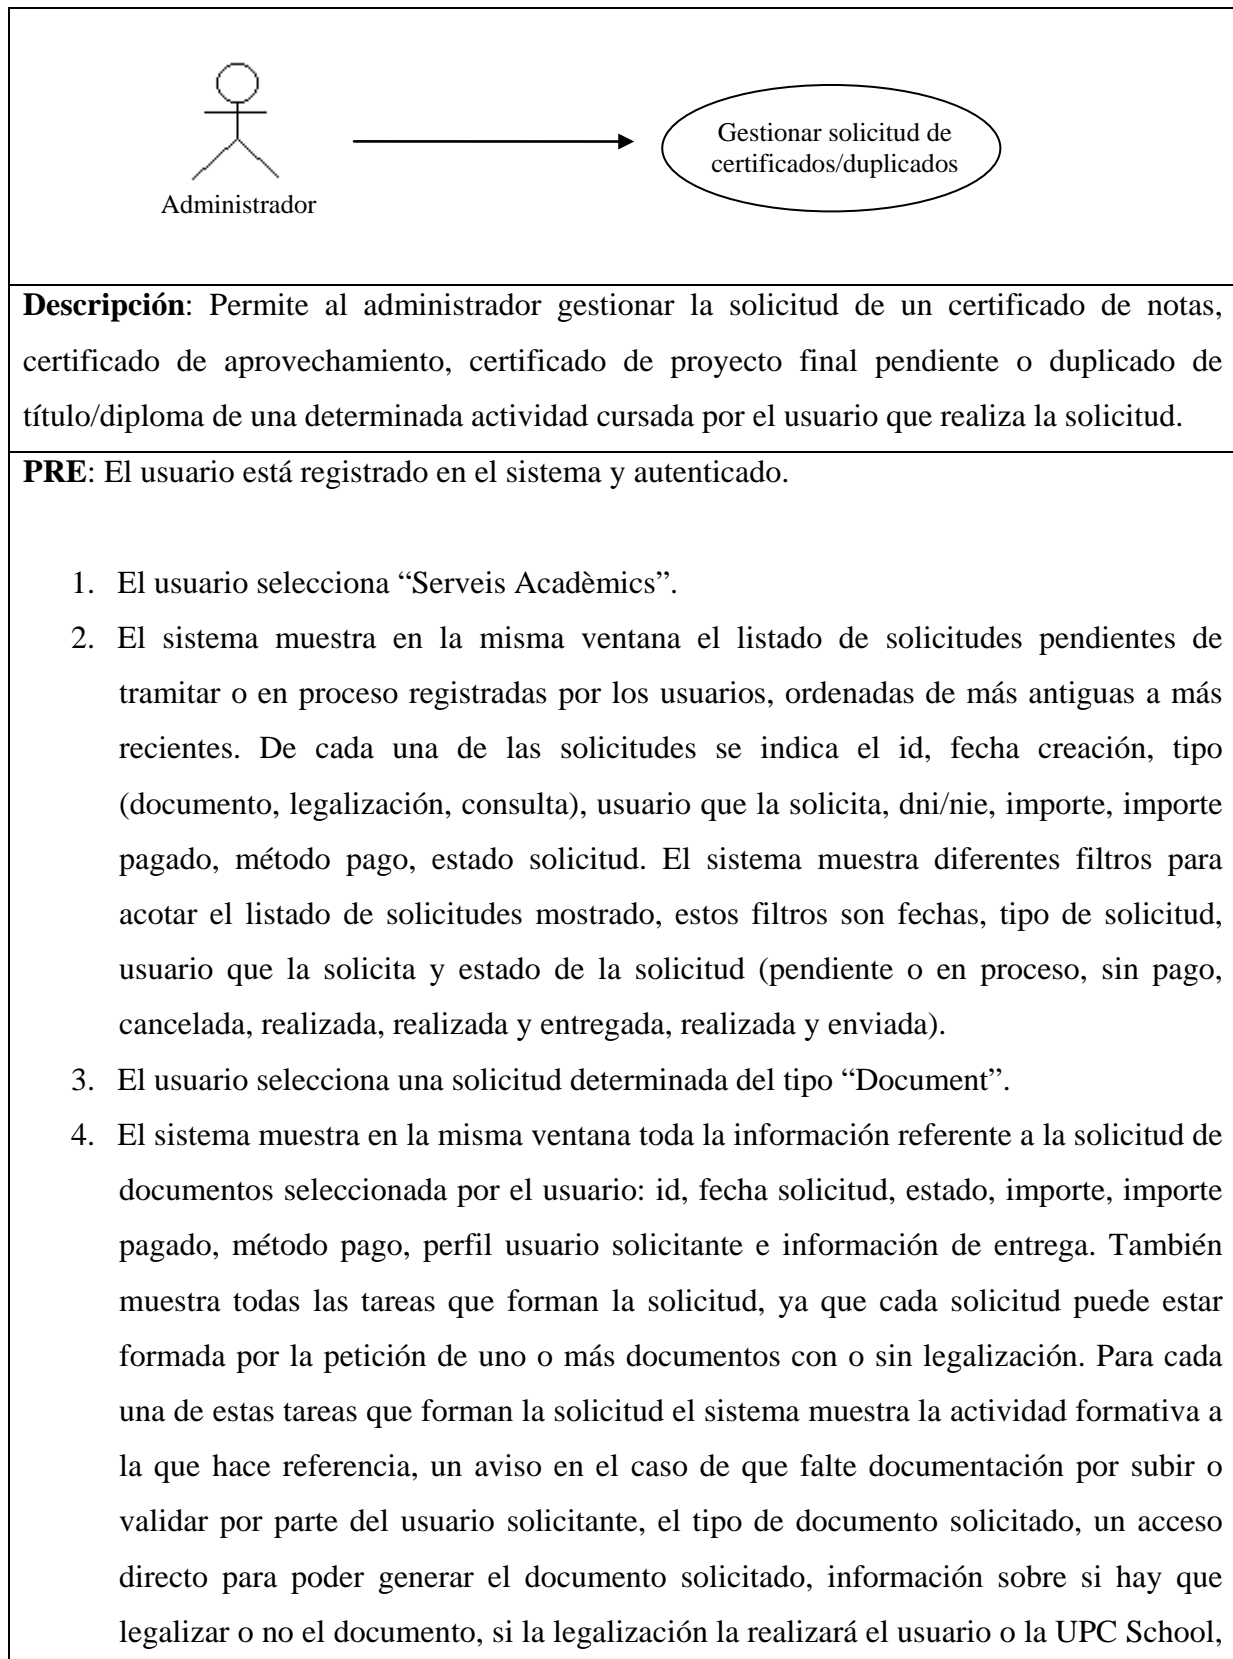 Gestionar solicitud de
certificados/duplicados
Administrador
Descripción: Permite al administrador gestionar la solicitud de un certificado de notas,
certificado de aprovechamiento, certificado de proyecto final pendiente o duplicado de
título/diploma de una determinada actividad cursada por el usuario que realiza la solicitud.
PRE: El usuario está registrado en el sistema y autenticado.
1. El usuario selecciona “Serveis Acadèmics”.
2. El sistema muestra en la misma ventana el listado de solicitudes pendientes de
tramitar o en proceso registradas por los usuarios, ordenadas de más antiguas a más
recientes. De cada una de las solicitudes se indica el id, fecha creación, tipo
(documento, legalización, consulta), usuario que la solicita, dni/nie, importe, importe
pagado, método pago, estado solicitud. El sistema muestra diferentes filtros para
acotar el listado de solicitudes mostrado, estos filtros son fechas, tipo de solicitud,
usuario que la solicita y estado de la solicitud (pendiente o en proceso, sin pago,
cancelada, realizada, realizada y entregada, realizada y enviada).
3. El usuario selecciona una solicitud determinada del tipo “Document”.
4. El sistema muestra en la misma ventana toda la información referente a la solicitud de
documentos seleccionada por el usuario: id, fecha solicitud, estado, importe, importe
pagado, método pago, perfil usuario solicitante e información de entrega. También
muestra todas las tareas que forman la solicitud, ya que cada solicitud puede estar
formada por la petición de uno o más documentos con o sin legalización. Para cada
una de estas tareas que forman la solicitud el sistema muestra la actividad formativa a
la que hace referencia, un aviso en el caso de que falte documentación por subir o
validar por parte del usuario solicitante, el tipo de documento solicitado, un acceso
directo para poder generar el documento solicitado, información sobre si hay que
legalizar o no el documento, si la legalización la realizará el usuario o la UPC School,